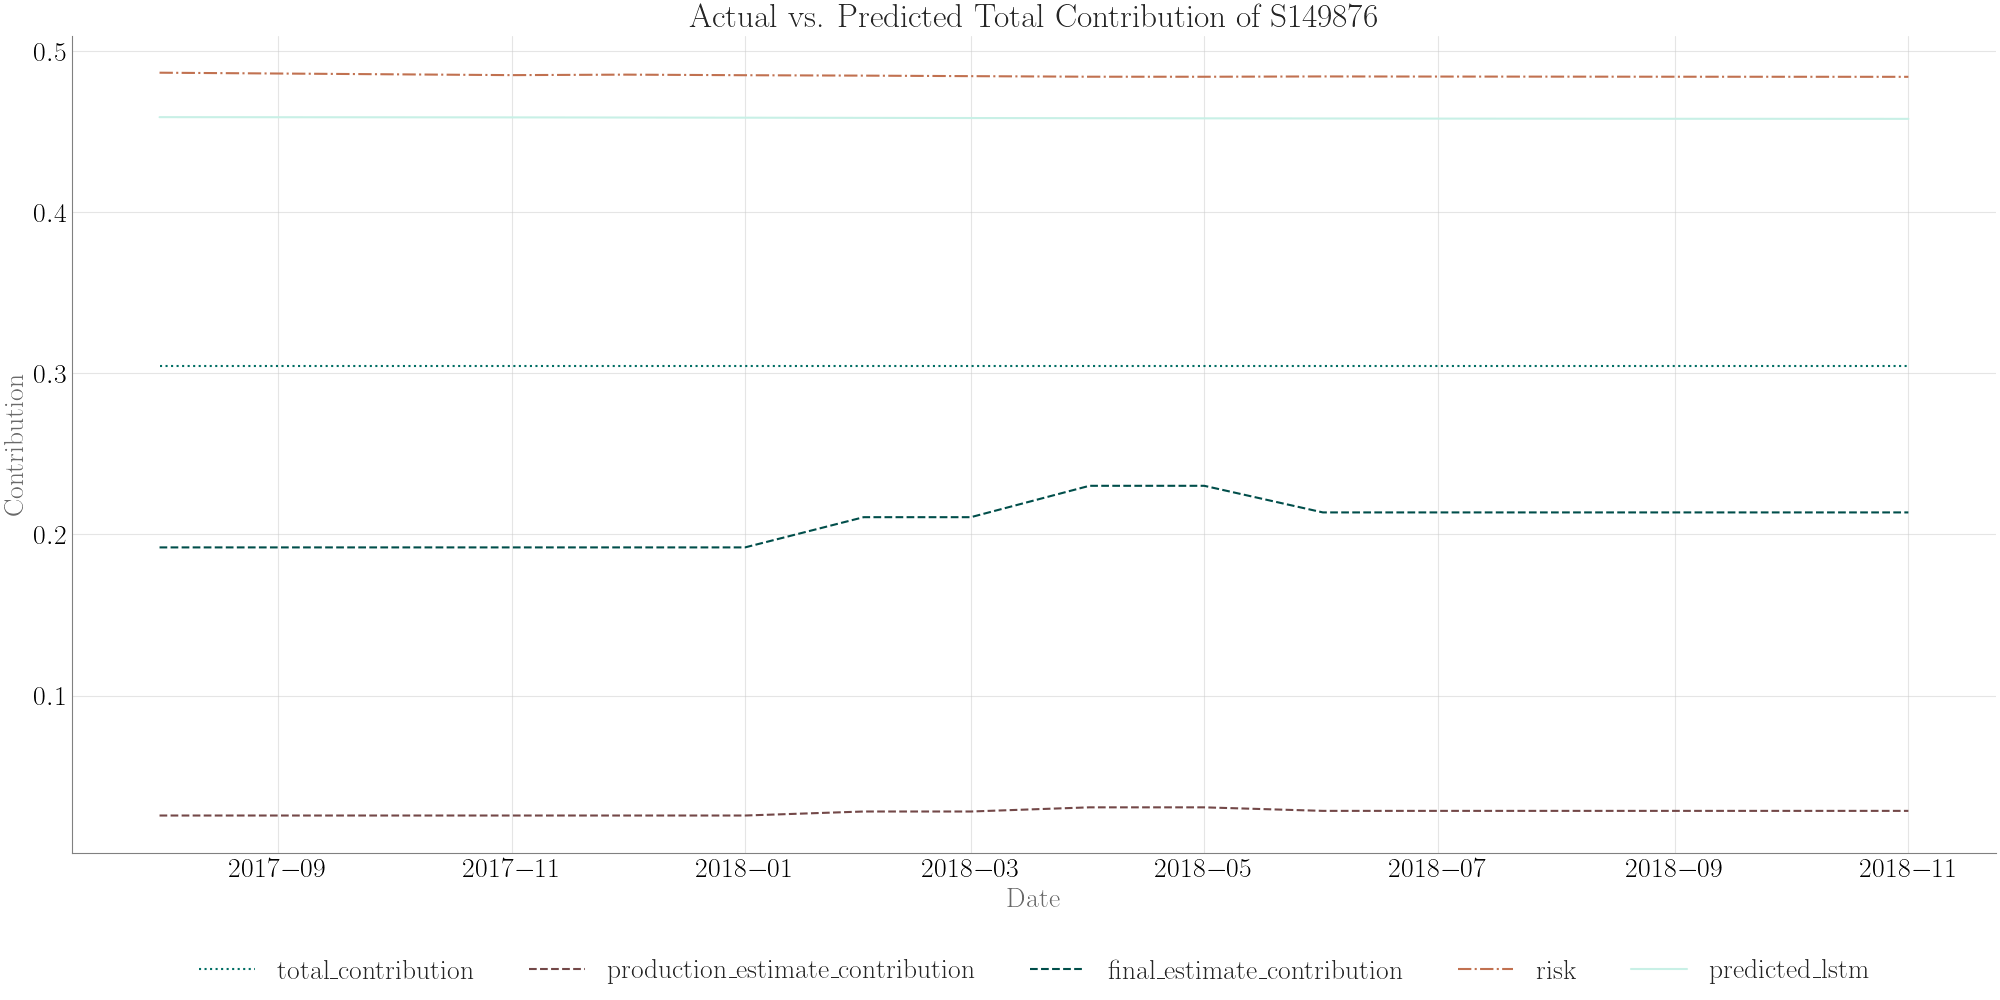 Actual vs. Predicted Total Contribution of S149876
0.5
0.4
0.3
0.2
0.1
Contribution
2017–09 2017–11 2018–01 2018–03 2018–05 2018–07 2018–09 2018–11
Date
total_contribution production_estimate_contribution final_estimate_contribution risk predicted_lstm